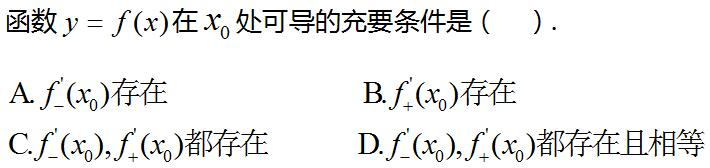 函数 y = f(x)在 x₀ 处可导的充要条件是（　）.
A. f₋'(x₀)存在 B. f₊'(x₀)存在
C. f₋'(x₀), f₊'(x₀)都存在 D. f₋'(x₀), f₊'(x₀)都存在且相等